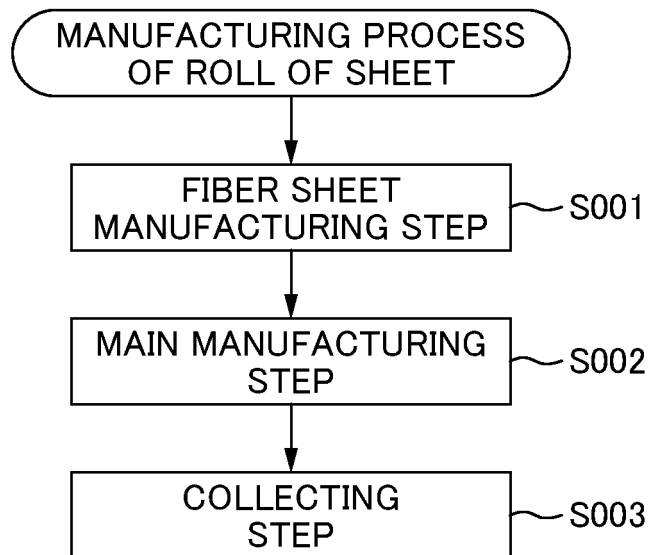 MANUFACTURING PROCESS
OF ROLL OF SHEET
FIBER SHEET
MANUFACTURING STEP
S001
MAIN MANUFACTURING
STEP
S002
COLLECTING
STEP
S003